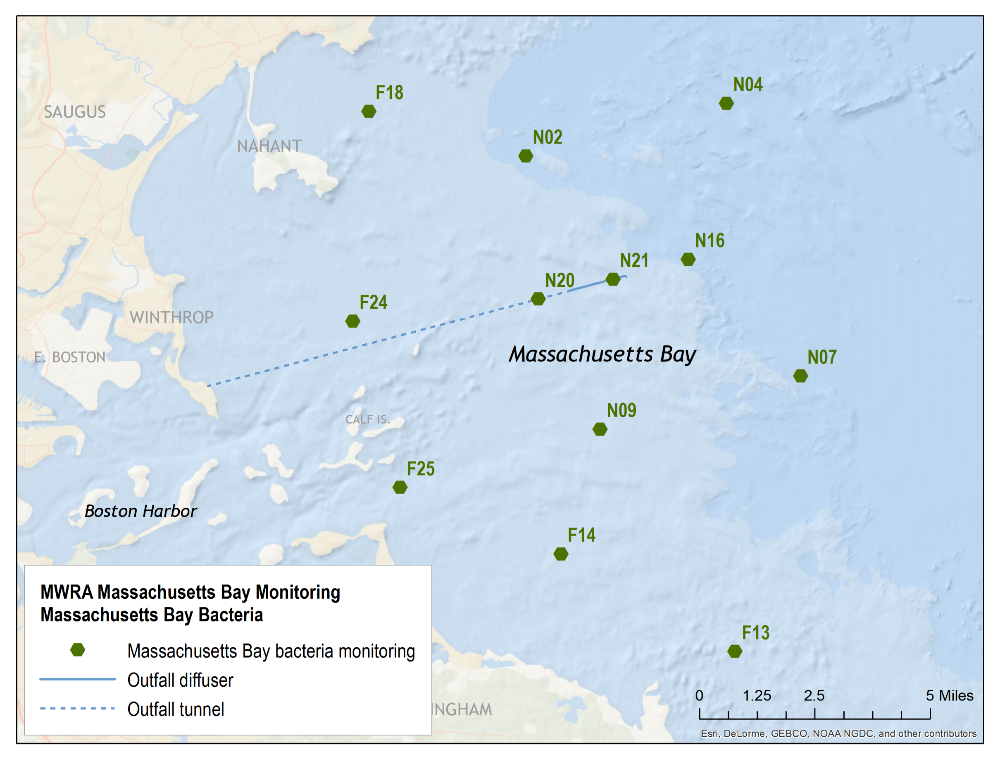 N04
F18
SAUGUS
N02
NAHANT
N16
N21
N20
F24
WINTHROP
Massachusetts Bay
E. BOSTON
N07
N09
CALF IS.
F25
Boston Harbor
F14
MWRA Massachusetts Bay Monitoring
Massachusetts Bay Bacteria
Massachusetts Bay bacteria monitoring
Outfall diffuser
Outfall tunnel
F13
INGHAM
0 1.25 2.5 5 Miles
Esri, DeLorme, GEBCO, NOAA NGDC, and other contributors